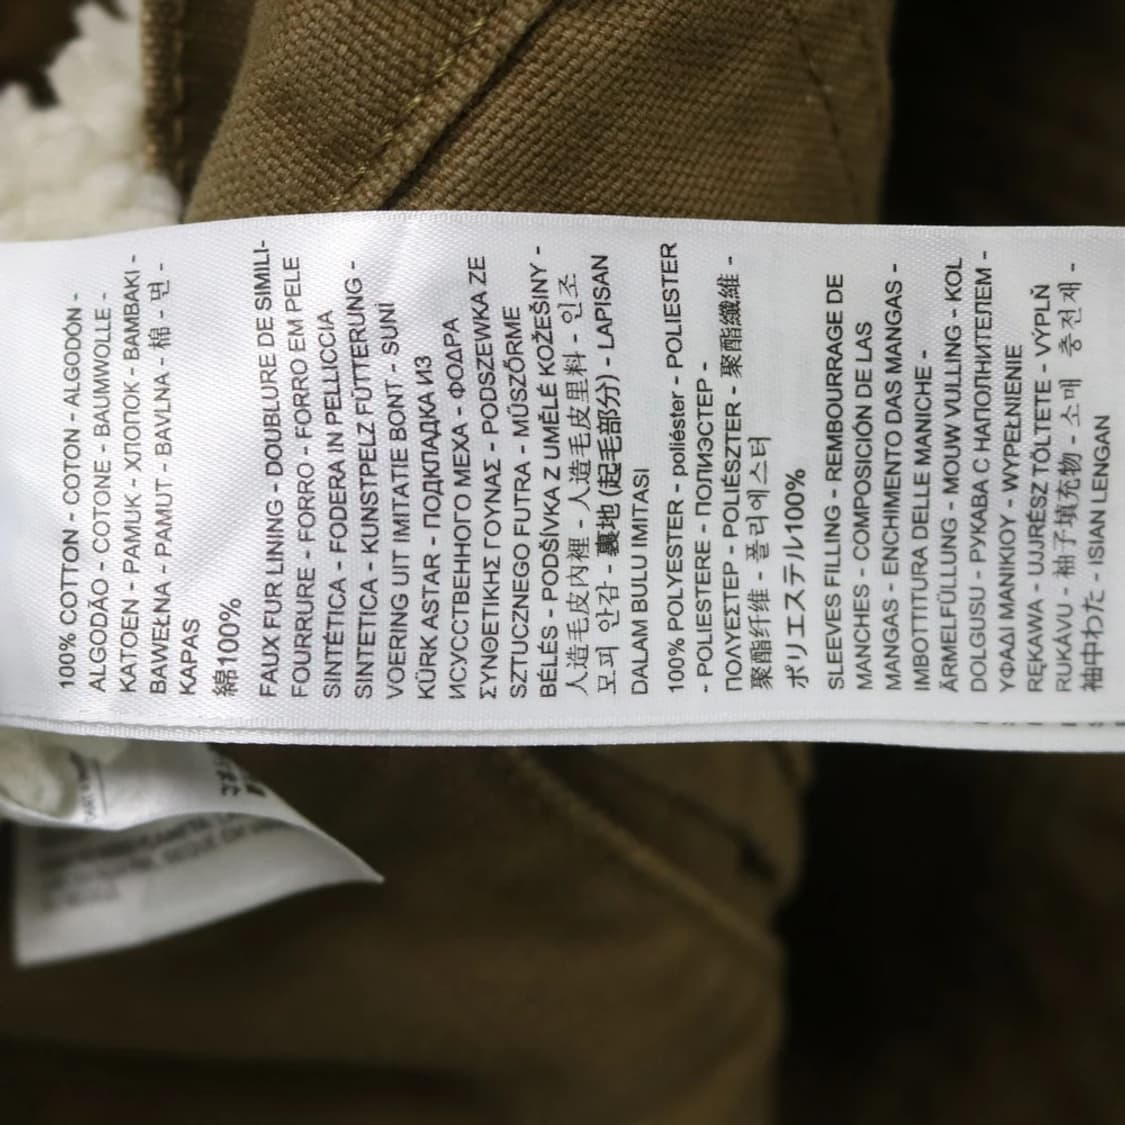 100% COTTON - COTON - ALGODÓN -
ALGODÃO - COTONE - BAUMWOLLE -
KATOEN - PAMUK - ХЛОПОК - ΒΑΜΒΑΚΙ -
BAWEŁNA - PAMUT - BAVLNA - 棉 - 면 -
KAPAS
綿100%
FAUX FUR LINING - DOUBLURE DE SIMILI-
FOURRURE - FORRO - FORRO EM PELE
SINTÉTICA - FODERA IN PELLICCIA
SINTETICA - KUNSTPELZ FÜTTERUNG -
VOERING UIT IMITATIE BONT - SUNİ
KÜRK ASTAR - ПОДКЛАДКА ИЗ
ИСУССТВЕННОГО МЕХА - ΦΟΔΡΑ
ΣΥΝΘΕΤΙΚΗΣ ΓΟΥΝΑΣ - PODSZEWKA ZE
SZTUCZNEGO FUTRA - MŰSZŐRME
BÉLÉS - PODŠÍVKA Z UMĚLÉ KOŽEŠINY -
人造毛皮內裡 - 人造毛皮里料 - 인조
모피 안감 - 裏地 (起毛部分) - LAPISAN
DALAM BULU IMITASI
100% POLYESTER - poliéster - POLIESTER
- POLIESTERE - ПОЛИЭСТЕР -
ΠΟΛΥΕΣΤΕΡ - POLIÉSZTER - 聚酯纖維 -
聚酯纤维 - 폴리에스터
ポリエステル100%
SLEEVES FILLING - REMBOURRAGE DE
MANCHES - COMPOSICIÓN DE LAS
MANGAS - ENCHIMENTO DAS MANGAS -
IMBOTTITURA DELLE MANICHE -
ÄRMELFÜLLUNG - MOUW VULLING - KOL
DOLGUSU - РУКАВА С НАПОЛНИТЕЛЕМ -
ΥΦΑΔΙ ΜΑΝΙΚΙΟΥ - WYPEŁNIENIE
RĘKAWA - UJRÉSZ TÖLTETE - VÝPLŇ
RUKÁVU - 袖子填充物 - 소매 충전재 -
袖中わた - ISIAN LENGAN